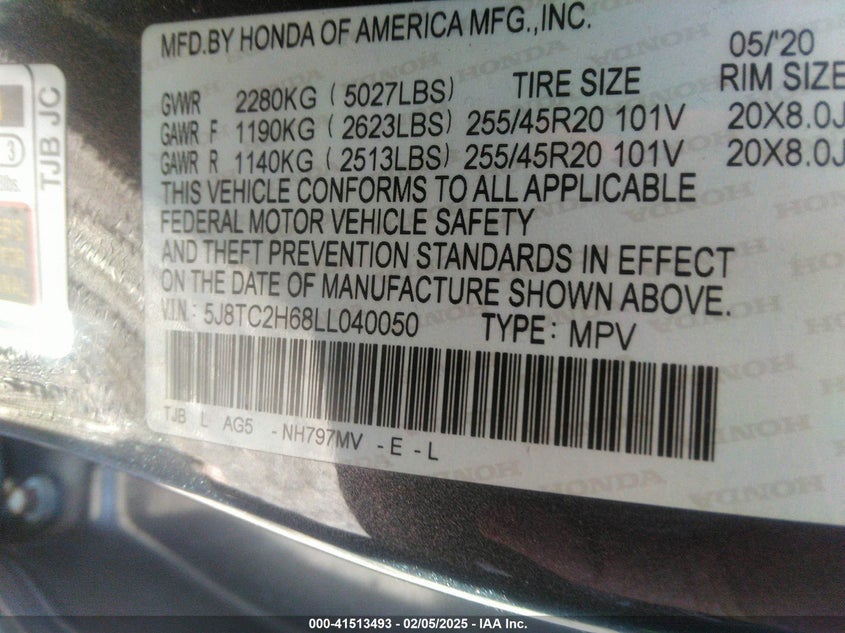 MFD.BY HONDA OF AMERICA MFG.,INC.
05/'20
GVWR 2280KG (5027LBS) TIRE SIZE RIM SIZE
GAWR F 1190KG (2623LBS) 255/45R20 101V 20X8.0J
GAWR R 1140KG (2513LBS) 255/45R20 101V 20X8.0J
THIS VEHICLE CONFORMS TO ALL APPLICABLE
FEDERAL MOTOR VEHICLE SAFETY
AND THEFT PREVENTION STANDARDS IN EFFECT
ON THE DATE OF MANUFACTURE SHOWN ABOVE.
V.I.N.: 5J8TC2H68LL040050 TYPE: MPV
TJB L AG5 -NH797MV -E -L
TJB JC
3
lbs.
HONDA
000-41513493 - 02/05/2025 - IAA Inc.